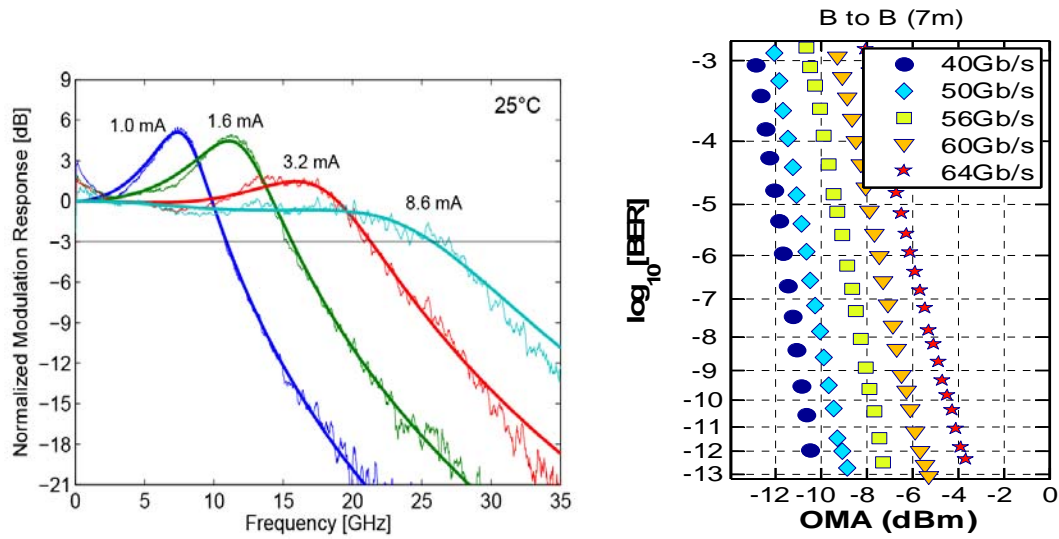 Normalized Modulation Response [dB]
9
6
3
0
−3
−6
−9
−12
−15
−18
−21
25°C
1.0 mA
1.6 mA
3.2 mA
8.6 mA
0 5 10 15 20 25 30 35
Frequency [GHz]
B to B (7m)
log10[BER]
-3
-4
-5
-6
-7
-8
-9
-10
-11
-12
-13
40Gb/s
50Gb/s
56Gb/s
60Gb/s
64Gb/s
-12 -10 -8 -6 -4 -2 0
OMA (dBm)